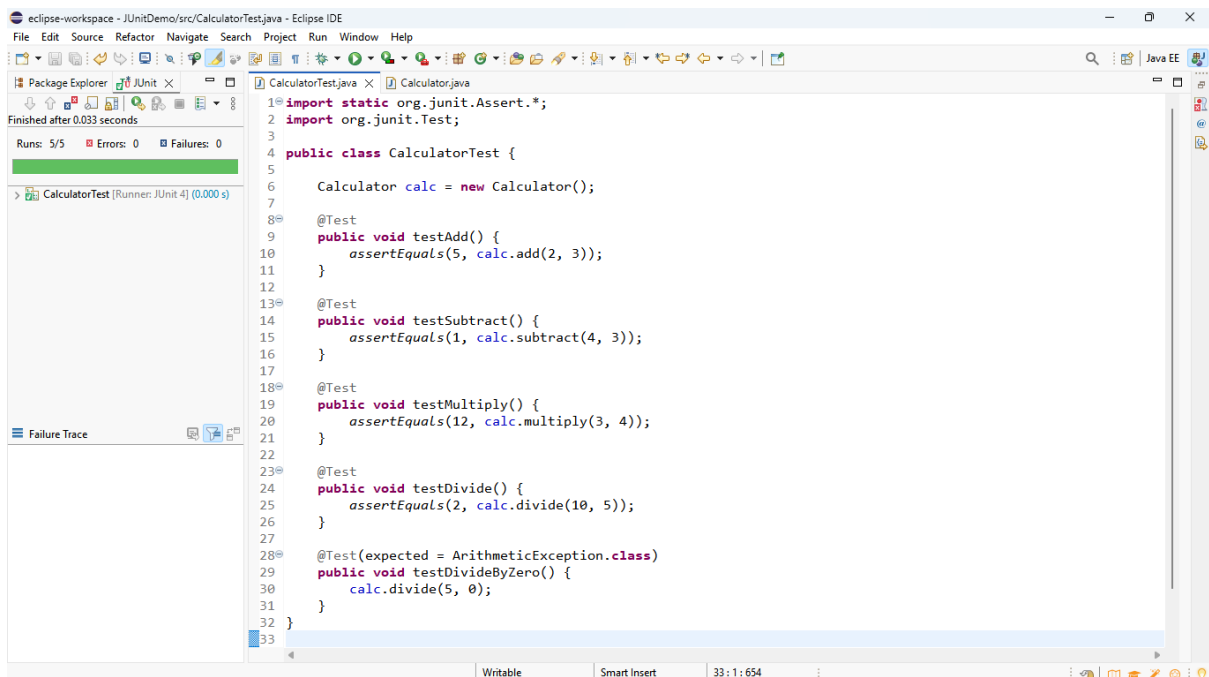 eclipse-workspace - JUnitDemo/src/CalculatorTest.java - Eclipse IDE
File Edit Source Refactor Navigate Search Project Run Window Help
Java EE
Package Explorer JUnit
CalculatorTest.java Calculator.java
Finished after 0.033 seconds
Runs: 5/5 Errors: 0 Failures: 0
CalculatorTest [Runner: JUnit 4] (0.000 s)
Failure Trace
1 import static org.junit.Assert.*;
2 import org.junit.Test;
3
4 public class CalculatorTest {
5
6 Calculator calc = new Calculator();
7
8 @Test
9 public void testAdd() {
10 assertEquals(5, calc.add(2, 3));
11 }
12
13 @Test
14 public void testSubtract() {
15 assertEquals(1, calc.subtract(4, 3));
16 }
17
18 @Test
19 public void testMultiply() {
20 assertEquals(12, calc.multiply(3, 4));
21 }
22
23 @Test
24 public void testDivide() {
25 assertEquals(2, calc.divide(10, 5));
26 }
27
28 @Test(expected = ArithmeticException.class)
29 public void testDivideByZero() {
30 calc.divide(5, 0);
31 }
32 }
33
Writable Smart Insert 33 : 1 : 654